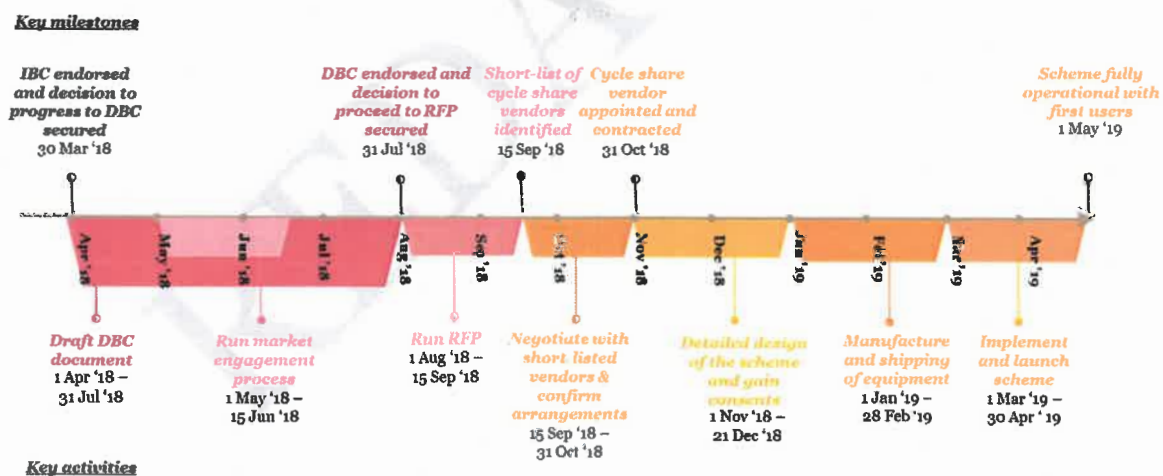 Key milestones
IBC endorsed
and decision to
progress to DBC
secured
30 Mar '18
DBC endorsed and
decision to
proceed to RFP
secured
31 Jul '18
Short-list of
cycle share
vendors
identified
15 Sep '18
Cycle share
vendor
appointed and
contracted
31 Oct '18
Scheme fully
operational with
first users
1 May '19
Apr '18
May '18
Jun '18
Jul '18
Aug '18
Sep '18
Oct '18
Nov '18
Dec '18
Jan '19
Feb '19
Mar '19
Apr '19
Draft DBC
document
1 Apr '18 –
31 Jul '18
Run market
engagement
process
1 May '18 –
15 Jun '18
Run RFP
1 Aug '18 –
15 Sep '18
Negotiate with
short listed
vendors &
confirm
arrangements
15 Sep '18 –
31 Oct '18
Detailed design
of the scheme
and gain
consents
1 Nov '18 –
21 Dec '18
Manufacture
and shipping
of equipment
1 Jan '19 –
28 Feb '19
Implement
and launch
scheme
1 Mar '19 –
30 Apr '19
Key activities